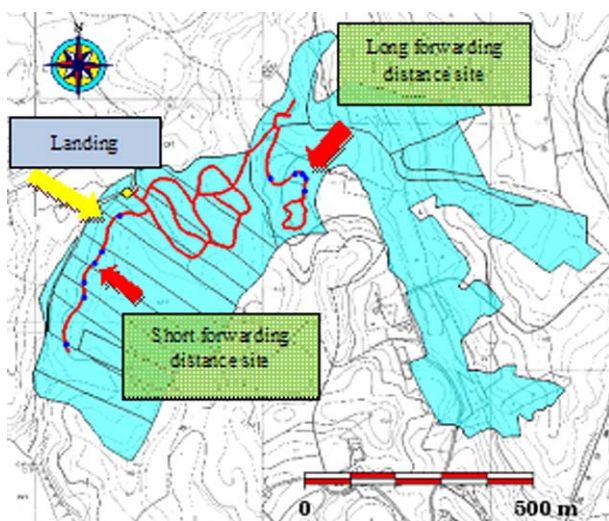 Long forwarding
distance site
Landing
Short forwarding
distance site
0
500 m